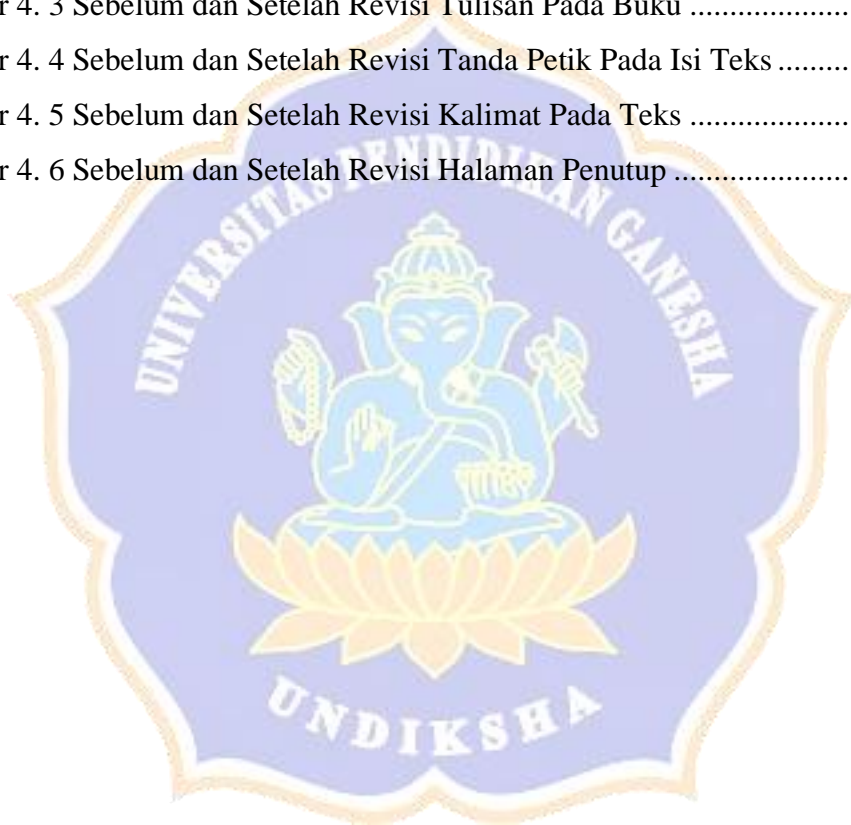 r 4. 3 Sebelum dan Setelah Revisi Tulisan Pada Buku ....................
r 4. 4 Sebelum dan Setelah Revisi Tanda Petik Pada Isi Teks .........
r 4. 5 Sebelum dan Setelah Revisi Kalimat Pada Teks ....................
r 4. 6 Sebelum dan Setelah Revisi Halaman Penutup ......................
UNIVERSITAS PENDIDIKAN GANESHA
UNDIKSHA